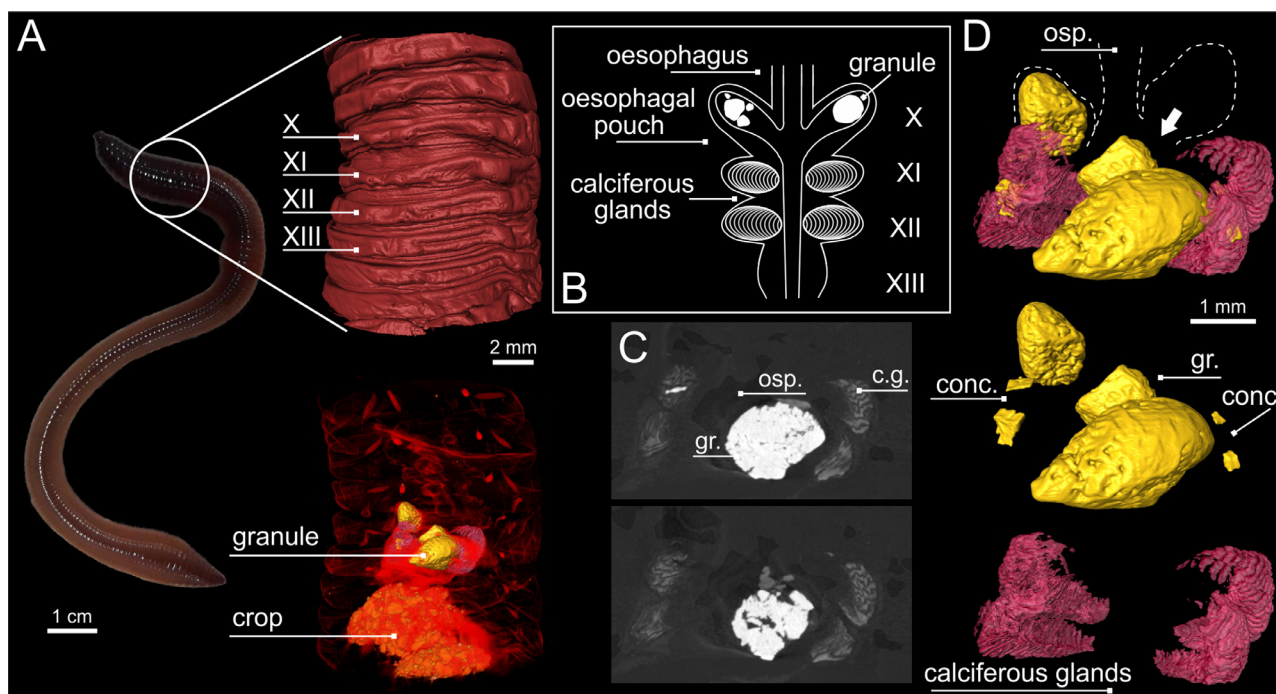 A
X
XI
XII
XIII
2 mm
1 cm
granule
crop
B
oesophagus
granule
oesophagal
pouch
calciferous
glands
X
XI
XII
XIII
C
osp.
c.g.
gr.
D
osp.
1 mm
conc.
gr.
conc.
calciferous glands